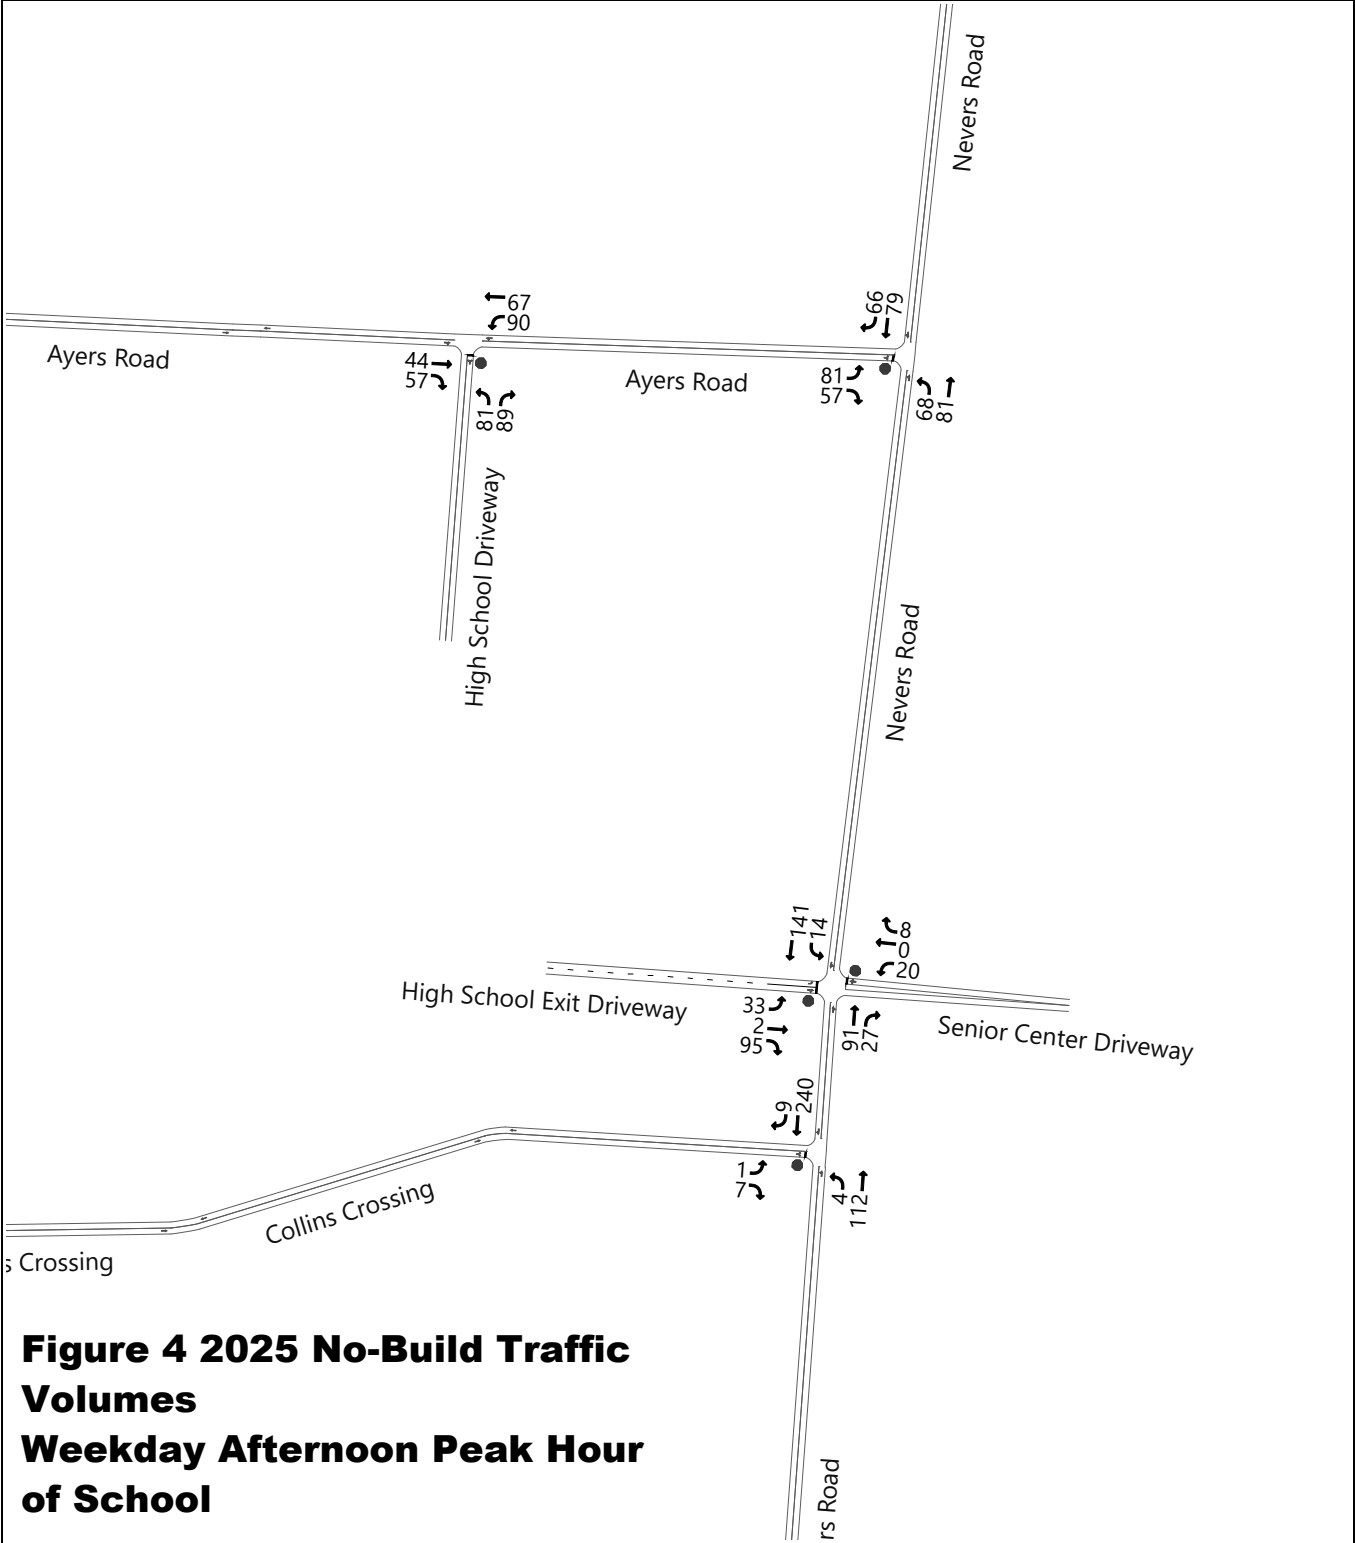 Nevers Road
66
79
67
90
Ayers Road
44
57
81
89
Ayers Road
81
57
68
81
High School Driveway
Nevers Road
141
14
8
0
20
High School Exit Driveway
33
2
95
91
27
Senior Center Driveway
9
240
1
7
4
112
Collins Crossing
s Crossing
Figure 4 2025 No-Build Traffic
Volumes
Weekday Afternoon Peak Hour
of School
rs Road